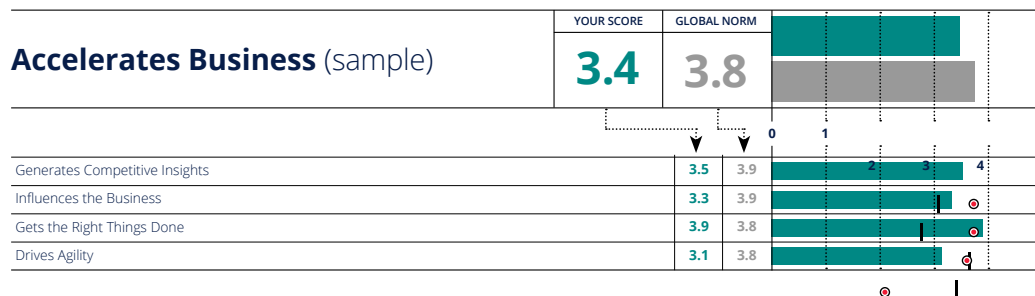 YOUR SCORE GLOBAL NORM
Accelerates Business (sample) 3.4 3.8
0 1
Generates Competitive Insights 3.5 3.9 2 3 4
Influences the Business 3.3 3.9
Gets the Right Things Done 3.9 3.8
Drives Agility 3.1 3.8